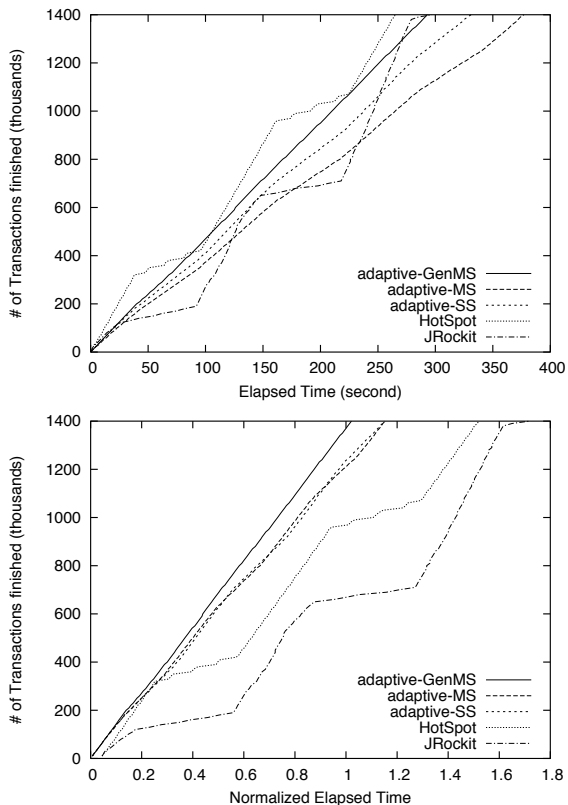 # of Transactions finished (thousands)
1400
1200
1000
800
600
400
200
0
adaptive-GenMS
adaptive-MS
adaptive-SS
HotSpot
JRockit
0 50 100 150 200 250 300 350 400
Elapsed Time (second)
# of Transactions finished (thousands)
1400
1200
1000
800
600
400
200
0
adaptive-GenMS
adaptive-MS
adaptive-SS
HotSpot
JRockit
0 0.2 0.4 0.6 0.8 1 1.2 1.4 1.6 1.8
Normalized Elapsed Time